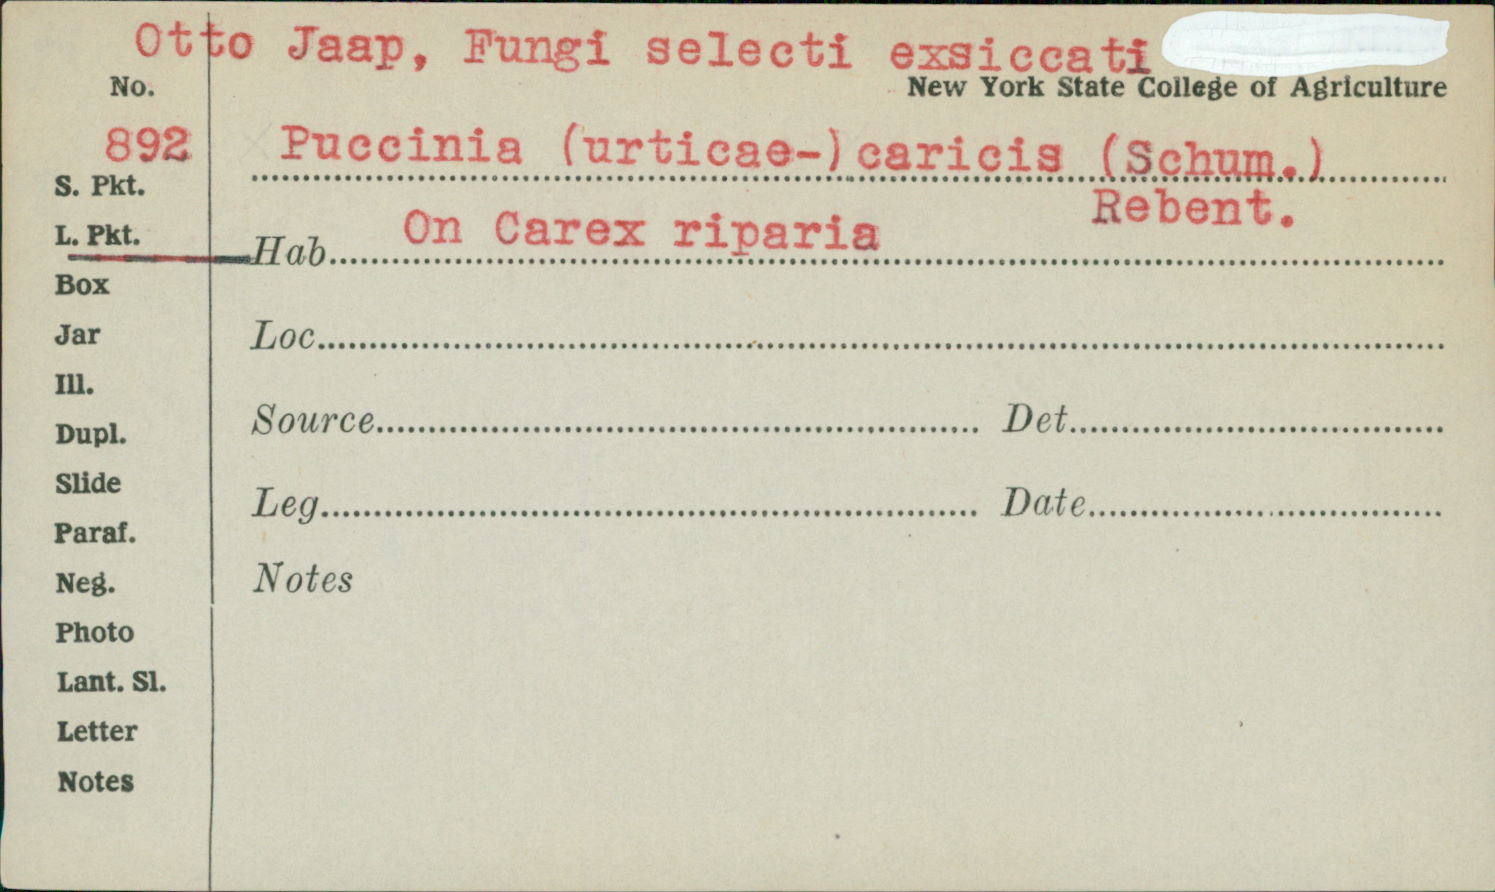 Otto Jaap, Fungi selecti exsiccati
No.
New York State College of Agriculture
892
Puccinia (urticae-)caricis (Schum.)
S. Pkt.
Rebent.
L. Pkt.
Hab. On Carex riparia
Box
Jar
Loc.
Ill.
Source Det.
Dupl.
Slide
Leg. Date
Paraf.
Neg.
Notes
Photo
Lant. Sl.
Letter
Notes